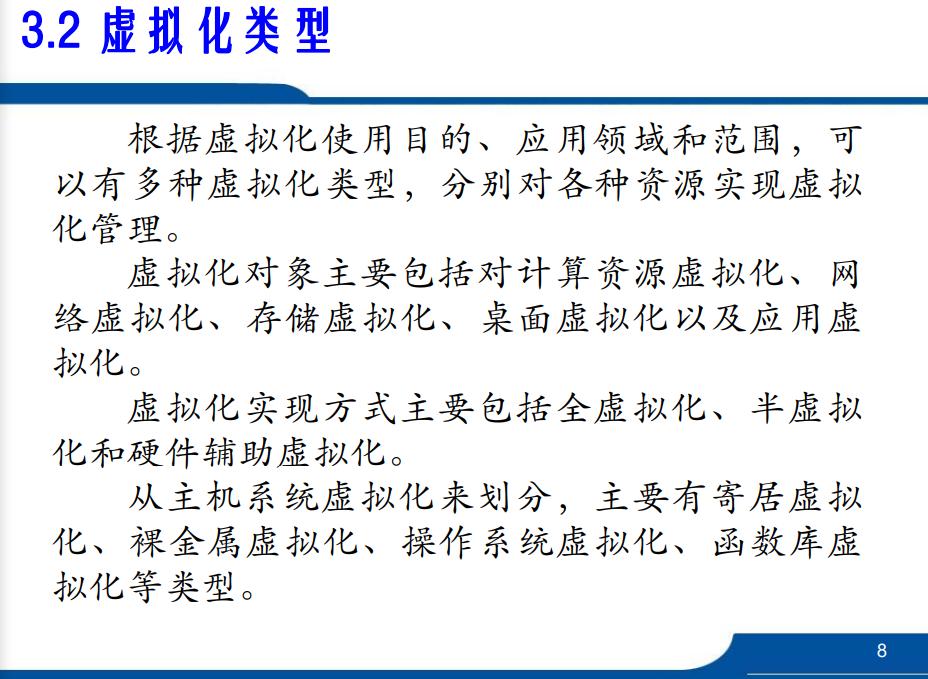 3.2 虚拟化类型
根据虚拟化使用目的、应用领域和范围，可
以有多种虚拟化类型，分别对各种资源实现虚拟
化管理。
虚拟化对象主要包括对计算资源虚拟化、网
络虚拟化、存储虚拟化、桌面虚拟化以及应用虚
拟化。
虚拟化实现方式主要包括全虚拟化、半虚拟
化和硬件辅助虚拟化。
从主机系统虚拟化来划分，主要有寄居虚拟
化、裸金属虚拟化、操作系统虚拟化、函数库虚
拟化等类型。
8